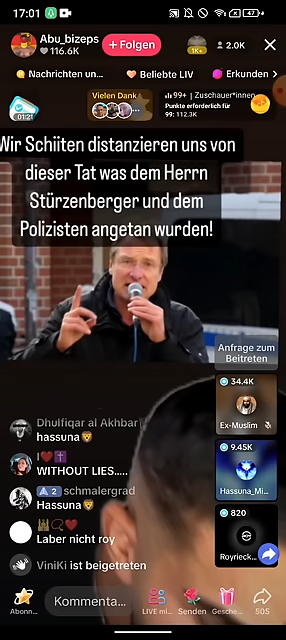 17:01
47
Abu_bizeps
116.6K
+ Folgen
1K+
2.0K
Nachrichten un...
Beliebte LIV
Erkunden
01:21
Vielen Dank
99+ | Zuschauer*innen
Punkte erforderlich für
99: 112.3K
Wir Schiiten distanzieren uns von
dieser Tat was dem Herrn
Stürzenberger und dem
Polizisten angetan wurden!
Anfrage zum
Beitreten
34.4K
Ex-Muslim
9.45K
Hassuna_Mi...
820
Royrieck...
Dhulfiqar al Akhbar
hassuna
I
WITHOUT LIES.....
A 2 schmalergrad
Hassuna
Laber nicht roy
ViniKi ist beigetreten
Abonn...
Kommenta...
LIVE mi...
Senden
Gesche...
505